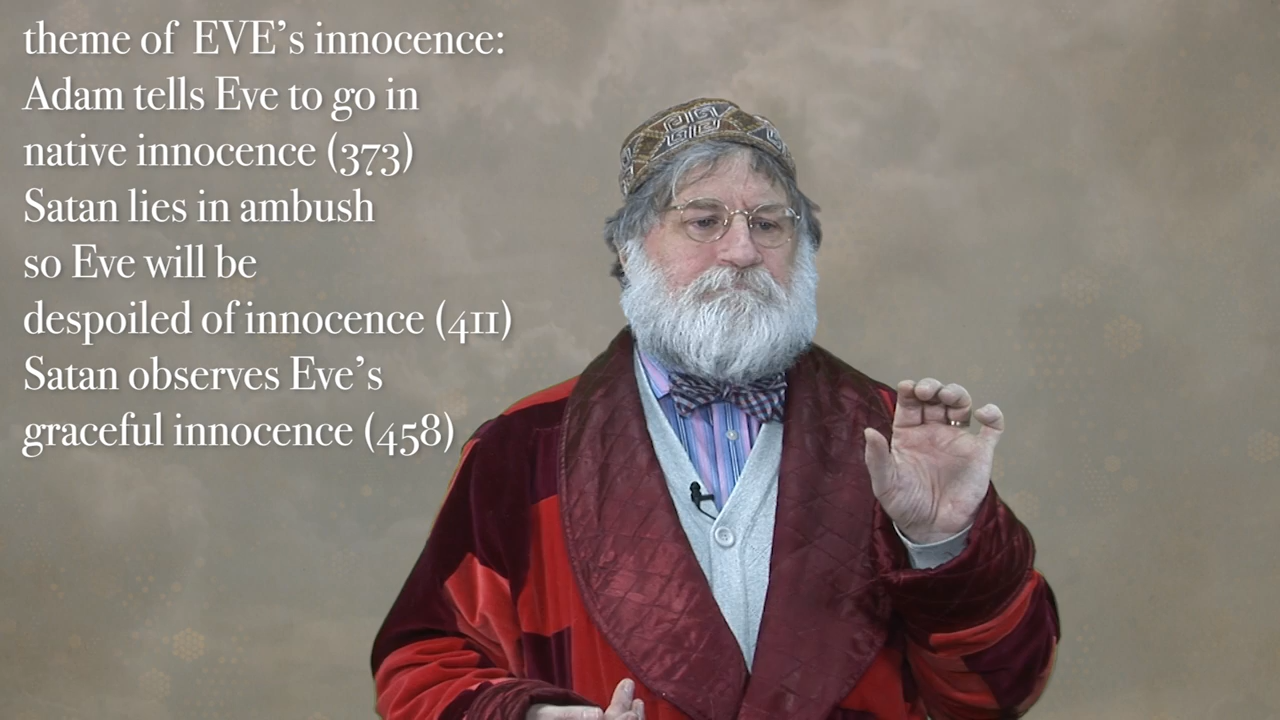 theme of EVE’s innocence:
Adam tells Eve to go in
native innocence (373)
Satan lies in ambush
so Eve will be
despoiled of innocence (411)
Satan observes Eve’s
graceful innocence (458)